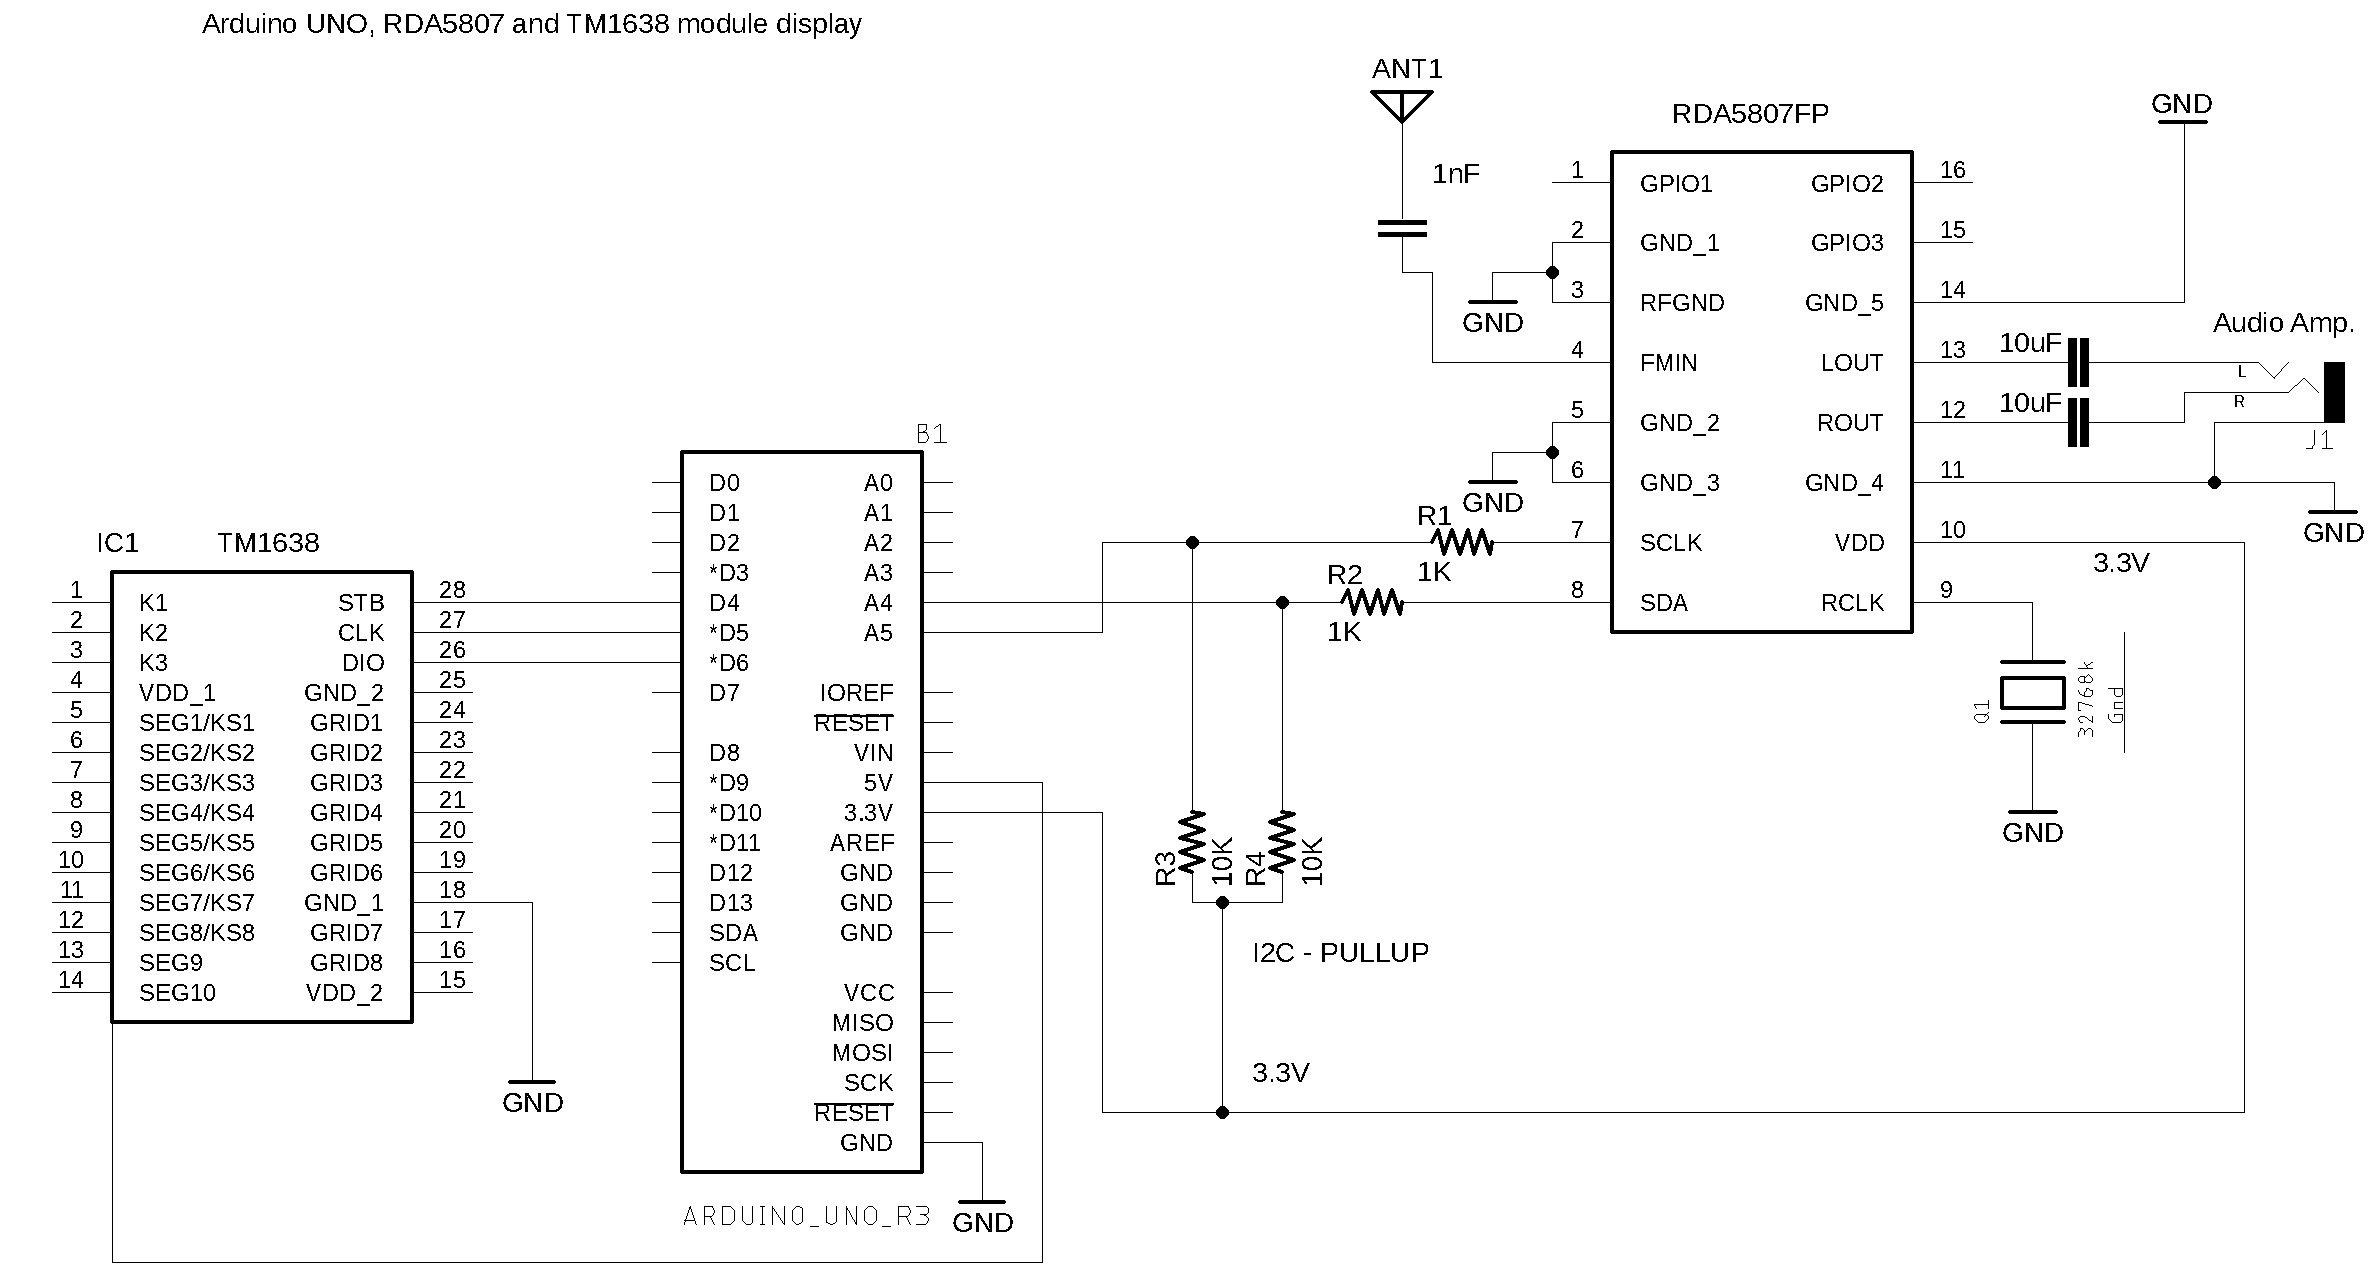 Arduino UNO, RDA5807 and TM1638 module display
ANT1
1nF
RDA5807FP
GND
1 GPIO1 GPIO2 16
2 GND_1 GPIO3 15
3 RFGND GND_5 14
GND
4 FMIN LOUT 13
5 GND_2 ROUT 12
6 GND_3 GND_4 11
GND
7 SCLK VDD 10
8 SDA RCLK 9
10uF
10uF
Audio Amp.
L
R
J1
GND
3.3V
Q1
32768k
Gnd
GND
R1
1K
R2
1K
R3
10K
R4
10K
I2C - PULLUP
3.3V
B1
D0 A0
D1 A1
D2 A2
*D3 A3
D4 A4
*D5 A5
*D6
D7 IOREF
RESET
D8 VIN
*D9 5V
*D10 3.3V
*D11 AREF
D12 GND
D13 GND
SDA GND
SCL
VCC
MISO
MOSI
SCK
RESET
GND
ARDUINO_UNO_R3
GND
IC1 TM1638
1 K1 STB 28
2 K2 CLK 27
3 K3 DIO 26
4 VDD_1 GND_2 25
5 SEG1/KS1 GRID1 24
6 SEG2/KS2 GRID2 23
7 SEG3/KS3 GRID3 22
8 SEG4/KS4 GRID4 21
9 SEG5/KS5 GRID5 20
10 SEG6/KS6 GRID6 19
11 SEG7/KS7 GND_1 18
12 SEG8/KS8 GRID7 17
13 SEG9 GRID8 16
14 SEG10 VDD_2 15
GND